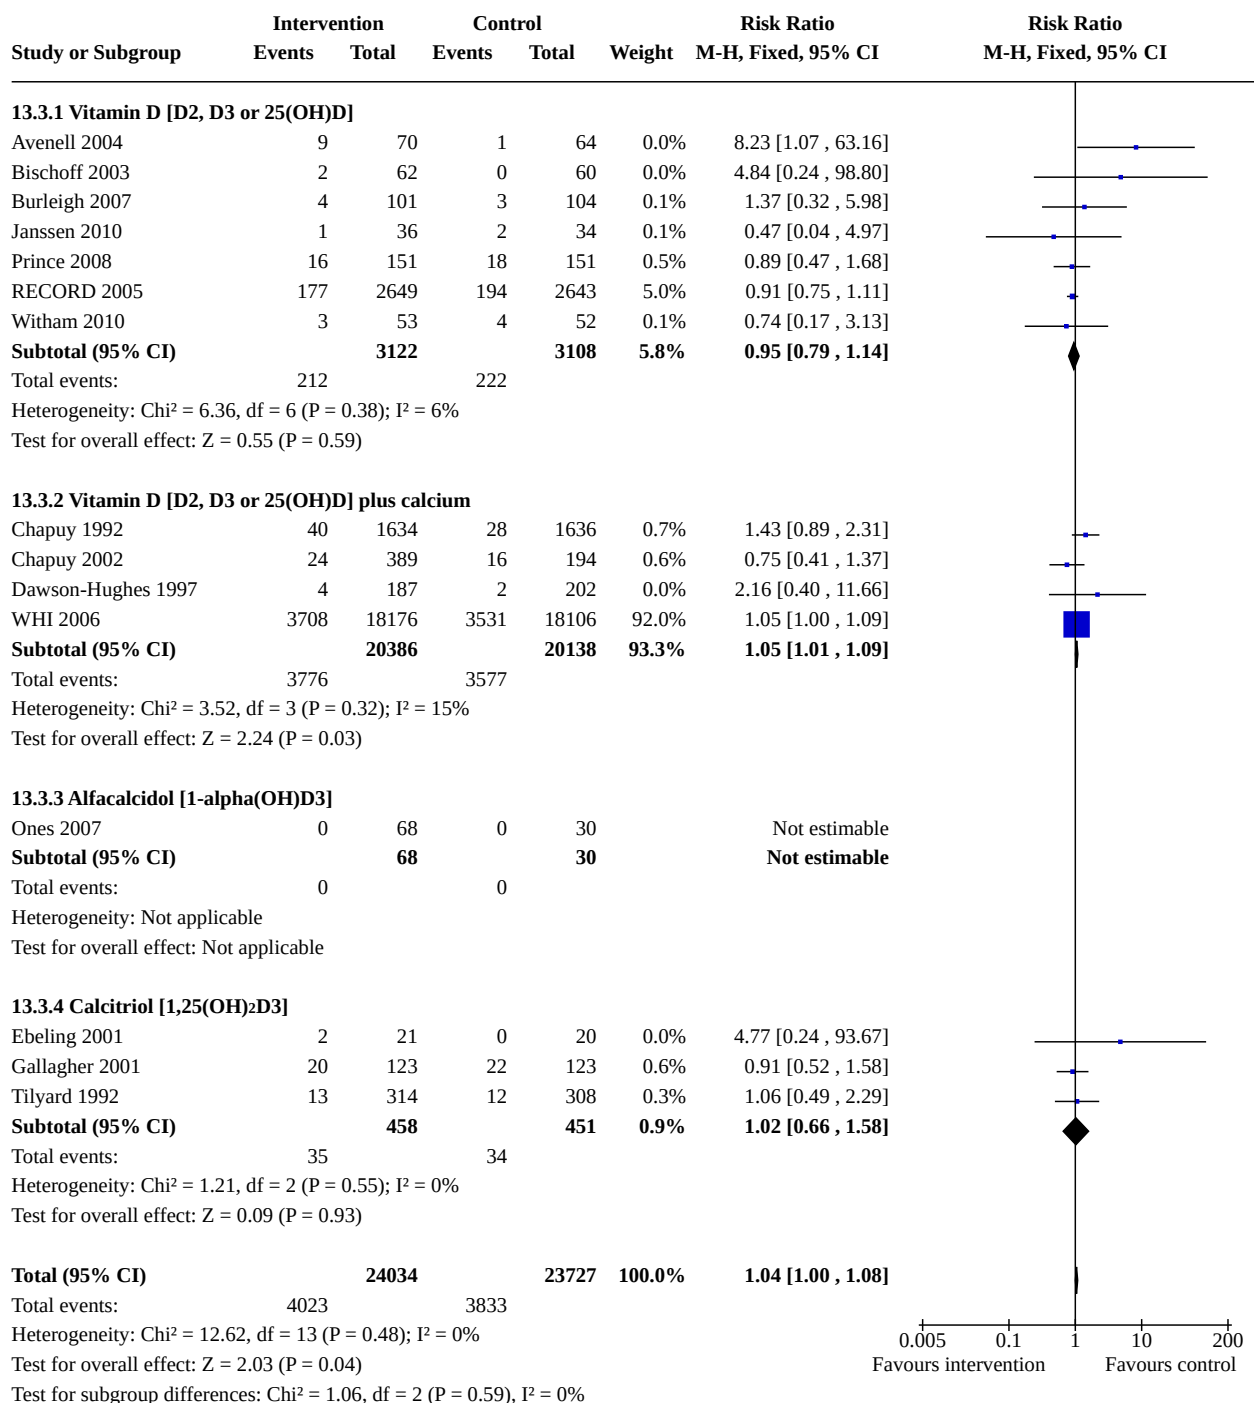 Intervention Control Risk Ratio Risk Ratio
Study or Subgroup Events Total Events Total Weight M-H, Fixed, 95% CI M-H, Fixed, 95% CI
13.3.1 Vitamin D [D2, D3 or 25(OH)D]
Avenell 2004 9 70 1 64 0.0% 8.23 [1.07 , 63.16]
Bischoff 2003 2 62 0 60 0.0% 4.84 [0.24 , 98.80]
Burleigh 2007 4 101 3 104 0.1% 1.37 [0.32 , 5.98]
Janssen 2010 1 36 2 34 0.1% 0.47 [0.04 , 4.97]
Prince 2008 16 151 18 151 0.5% 0.89 [0.47 , 1.68]
RECORD 2005 177 2649 194 2643 5.0% 0.91 [0.75 , 1.11]
Witham 2010 3 53 4 52 0.1% 0.74 [0.17 , 3.13]
Subtotal (95% CI) 3122 3108 5.8% 0.95 [0.79 , 1.14]
Total events: 212 222
Heterogeneity: Chi² = 6.36, df = 6 (P = 0.38); I² = 6%
Test for overall effect: Z = 0.55 (P = 0.59)
13.3.2 Vitamin D [D2, D3 or 25(OH)D] plus calcium
Chapuy 1992 40 1634 28 1636 0.7% 1.43 [0.89 , 2.31]
Chapuy 2002 24 389 16 194 0.6% 0.75 [0.41 , 1.37]
Dawson-Hughes 1997 4 187 2 202 0.0% 2.16 [0.40 , 11.66]
WHI 2006 3708 18176 3531 18106 92.0% 1.05 [1.00 , 1.09]
Subtotal (95% CI) 20386 20138 93.3% 1.05 [1.01 , 1.09]
Total events: 3776 3577
Heterogeneity: Chi² = 3.52, df = 3 (P = 0.32); I² = 15%
Test for overall effect: Z = 2.24 (P = 0.03)
13.3.3 Alfacalcidol [1-alpha(OH)D3]
Ones 2007 0 68 0 30 Not estimable
Subtotal (95% CI) 68 30 Not estimable
Total events: 0 0
Heterogeneity: Not applicable
Test for overall effect: Not applicable
13.3.4 Calcitriol [1,25(OH)₂D3]
Ebeling 2001 2 21 0 20 0.0% 4.77 [0.24 , 93.67]
Gallagher 2001 20 123 22 123 0.6% 0.91 [0.52 , 1.58]
Tilyard 1992 13 314 12 308 0.3% 1.06 [0.49 , 2.29]
Subtotal (95% CI) 458 451 0.9% 1.02 [0.66 , 1.58]
Total events: 35 34
Heterogeneity: Chi² = 1.21, df = 2 (P = 0.55); I² = 0%
Test for overall effect: Z = 0.09 (P = 0.93)
Total (95% CI) 24034 23727 100.0% 1.04 [1.00 , 1.08]
Total events: 4023 3833
Heterogeneity: Chi² = 12.62, df = 13 (P = 0.48); I² = 0%
0.005 0.1 1 10 200
Test for overall effect: Z = 2.03 (P = 0.04)
Favours intervention Favours control
Test for subgroup differences: Chi² = 1.06, df = 2 (P = 0.59), I² = 0%